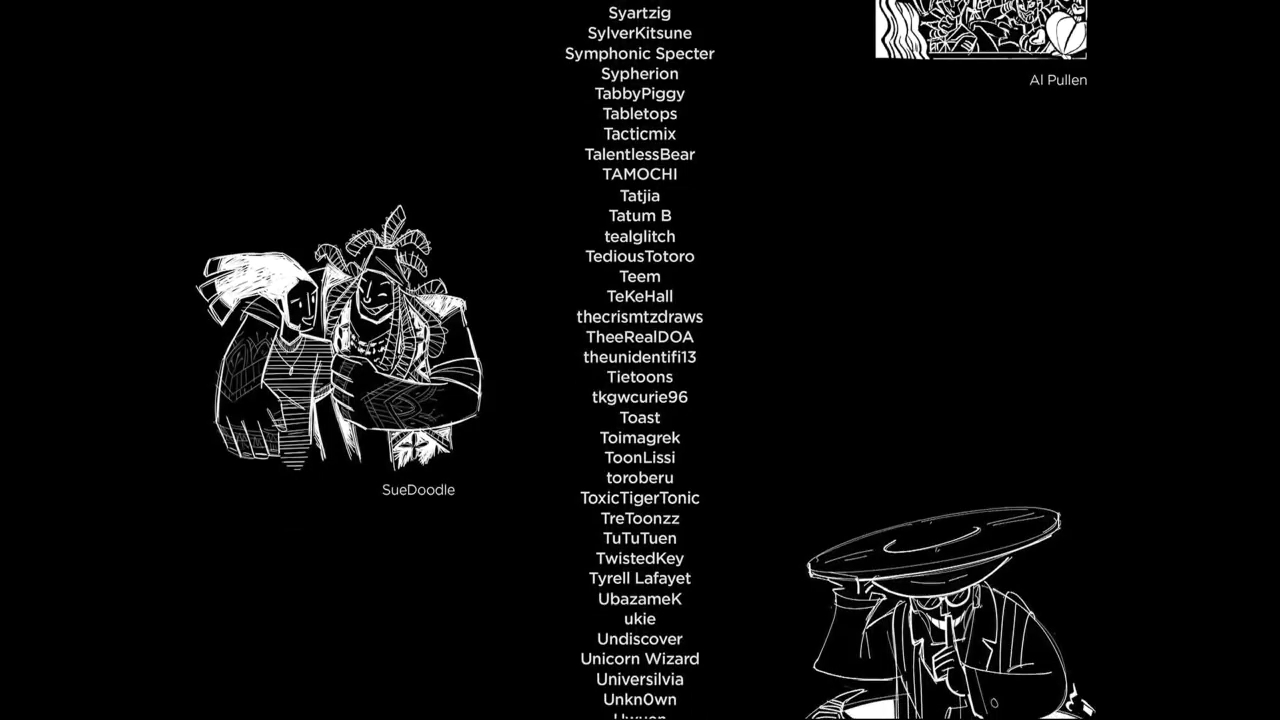 Syartzig
SylverKitsune
Symphonic Specter
Sypherion
TabbyPiggy
Tabletops
Tacticmix
TalentlessBear
TAMOCHI
Tatjia
Tatum B
tealglitch
TediousTotoro
Teem
TeKeHall
thecrismtzdraws
TheeRealDOA
theunidentifi13
Tietoons
tkgwcurie96
Toast
Toimagrek
ToonLissi
toroberu
ToxicTigerTonic
TreToonzz
TuTuTuen
TwistedKey
Tyrell Lafayet
UbazameK
ukie
Undiscover
Unicorn Wizard
Universilvia
Unkn0wn
Al Pullen
SueDoodle